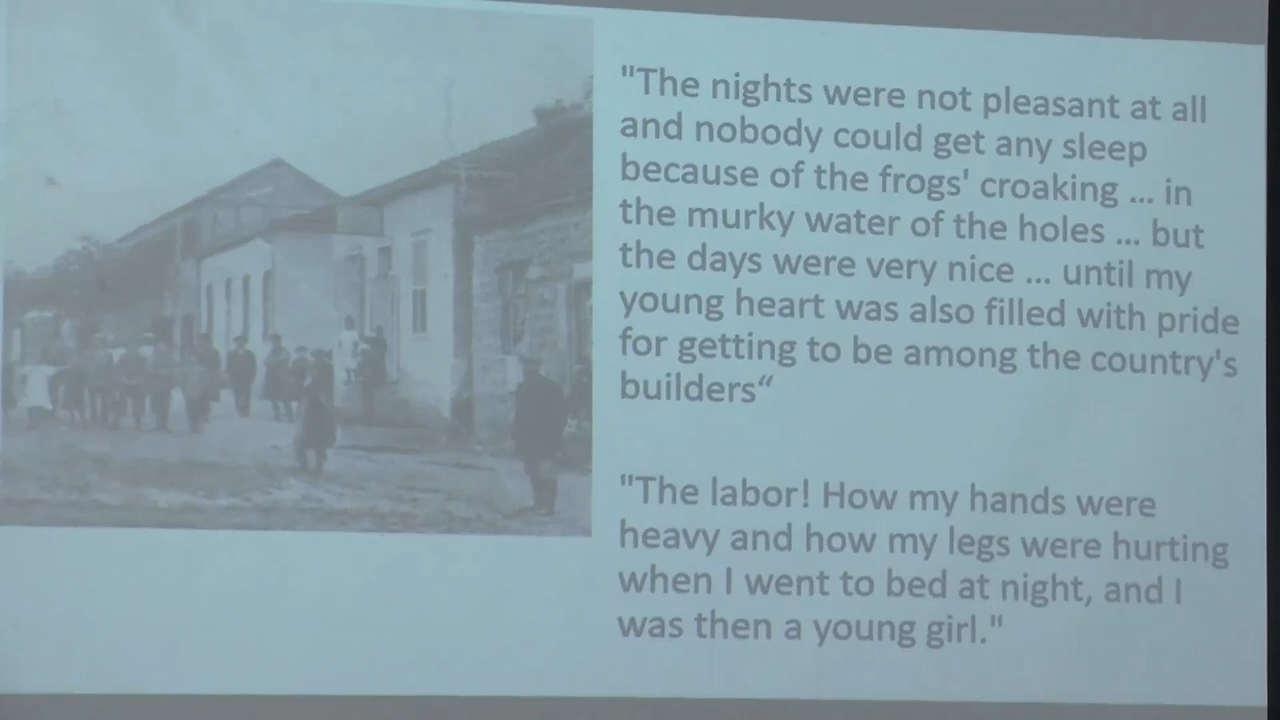 "The nights were not pleasant at all
and nobody could get any sleep
because of the frogs' croaking ... in
the murky water of the holes ... but
the days were very nice ... until my
young heart was also filled with pride
for getting to be among the country's
builders“
"The labor! How my hands were
heavy and how my legs were hurting
when I went to bed at night, and I
was then a young girl."